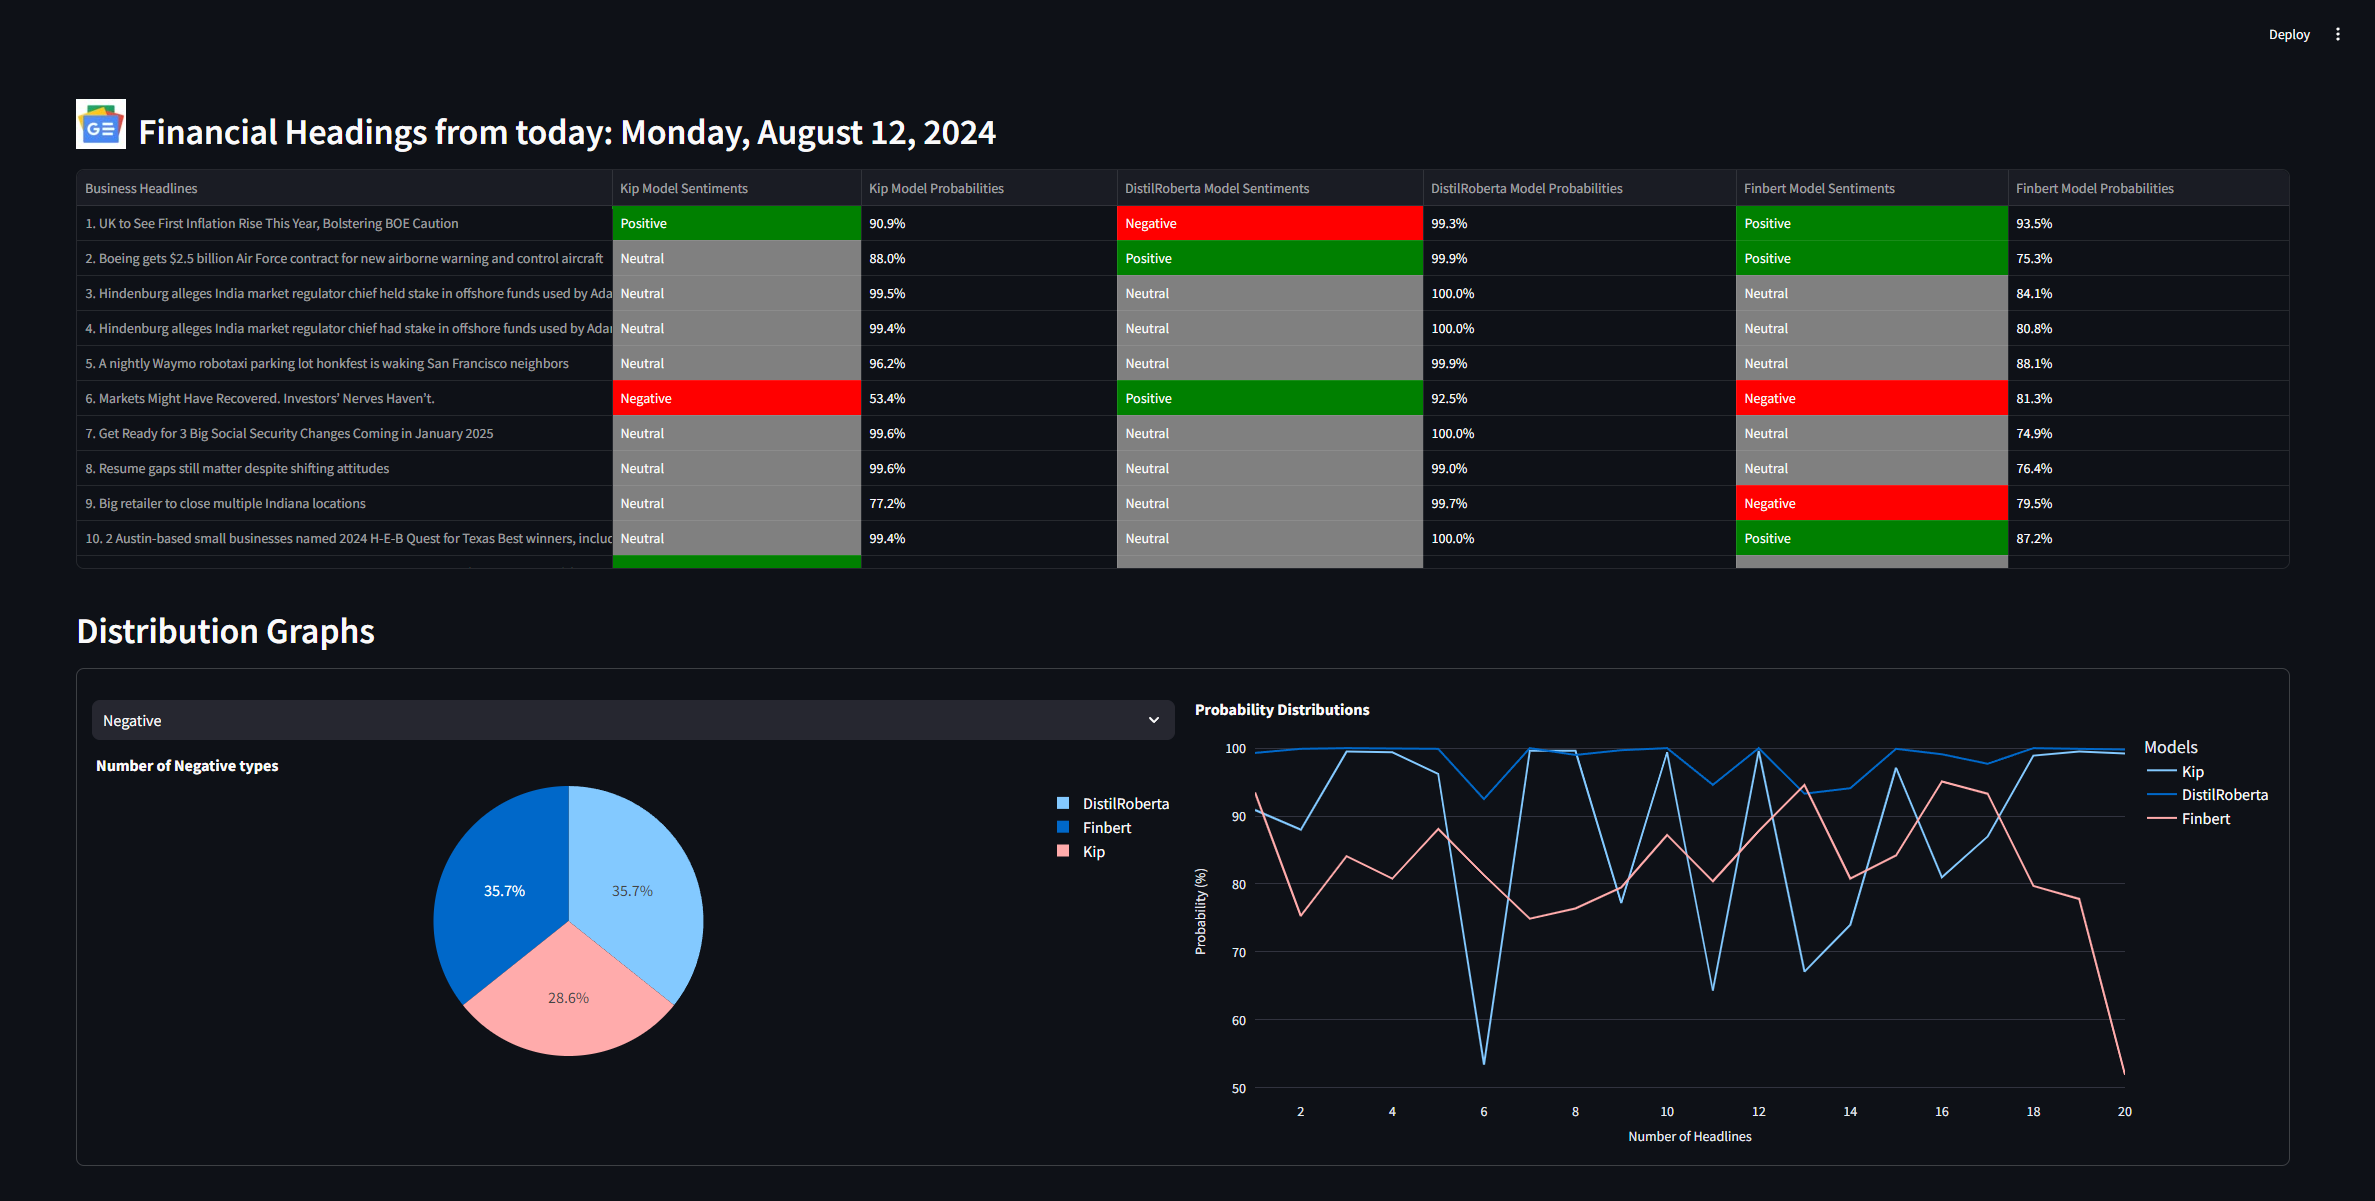 Deploy
GE
Financial Headings from today: Monday, August 12, 2024
Business Headlines Kip Model Sentiments Kip Model Probabilities DistilRoberta Model Sentiments DistilRoberta Model Probabilities Finbert Model Sentiments Finbert Model Probabilities
1. UK to See First Inflation Rise This Year, Bolstering BOE Caution Positive 90.9% Negative 99.3% Positive 93.5%
2. Boeing gets $2.5 billion Air Force contract for new airborne warning and control aircraft Neutral 88.0% Positive 99.9% Positive 75.3%
3. Hindenburg alleges India market regulator chief held stake in offshore funds used by Ada Neutral 99.5% Neutral 100.0% Neutral 84.1%
4. Hindenburg alleges India market regulator chief had stake in offshore funds used by Adan Neutral 99.4% Neutral 100.0% Neutral 80.8%
5. A nightly Waymo robotaxi parking lot honkfest is waking San Francisco neighbors Neutral 96.2% Neutral 99.9% Neutral 88.1%
6. Markets Might Have Recovered. Investors’ Nerves Haven’t. Negative 53.4% Positive 92.5% Negative 81.3%
7. Get Ready for 3 Big Social Security Changes Coming in January 2025 Neutral 99.6% Neutral 100.0% Neutral 74.9%
8. Resume gaps still matter despite shifting attitudes Neutral 99.6% Neutral 99.0% Neutral 76.4%
9. Big retailer to close multiple Indiana locations Neutral 77.2% Neutral 99.7% Negative 79.5%
10. 2 Austin-based small businesses named 2024 H-E-B Quest for Texas Best winners, includ Neutral 99.4% Neutral 100.0% Positive 87.2%
Distribution Graphs
Negative
Number of Negative types
35.7%
35.7%
28.6%
DistilRoberta
Finbert
Kip
Probability Distributions
Probability (%)
100
90
80
70
60
50
2 4 6 8 10 12 14 16 18 20
Number of Headlines
Models
Kip
DistilRoberta
Finbert